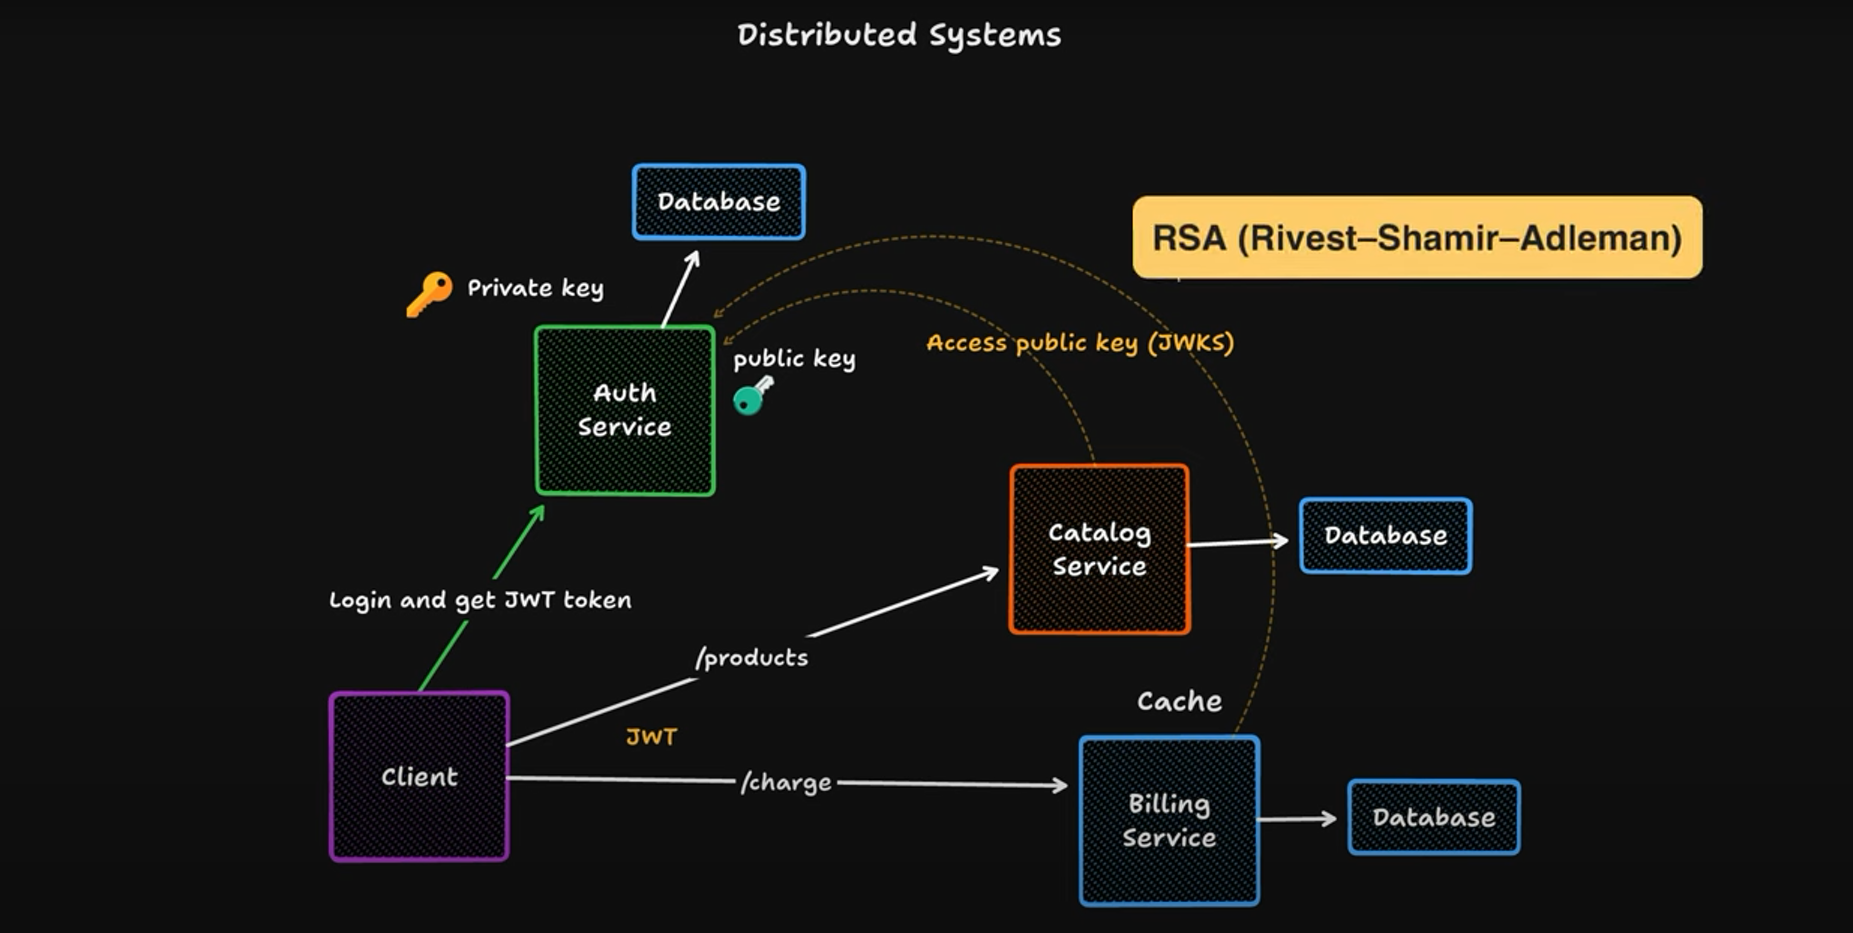 Distributed Systems
Database
RSA (Rivest–Shamir–Adleman)
Private key
Access public key (JWKS)
public key
Auth
Service
Catalog
Service
Database
Login and get JWT token
/products
Cache
JWT
Client
/charge
Billing
Service
Database